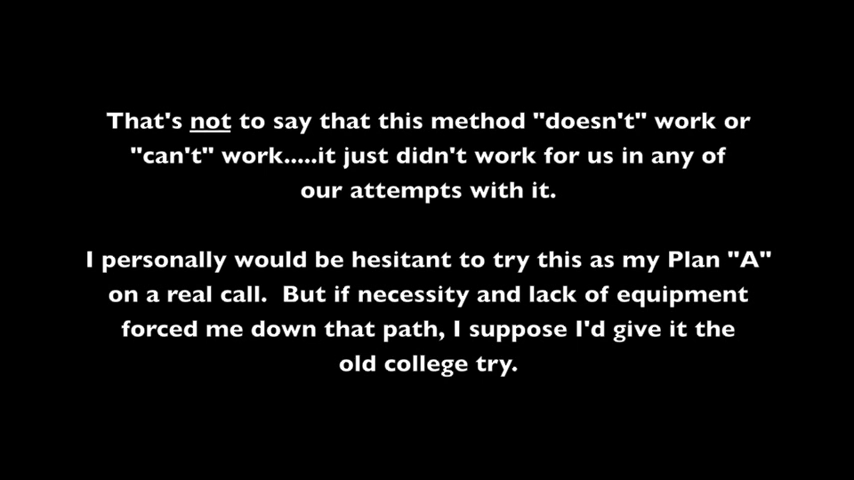 That's not to say that this method "doesn't" work or
"can't" work.....it just didn't work for us in any of
our attempts with it.
I personally would be hesitant to try this as my Plan "A"
on a real call.  But if necessity and lack of equipment
forced me down that path, I suppose I'd give it the
old college try.